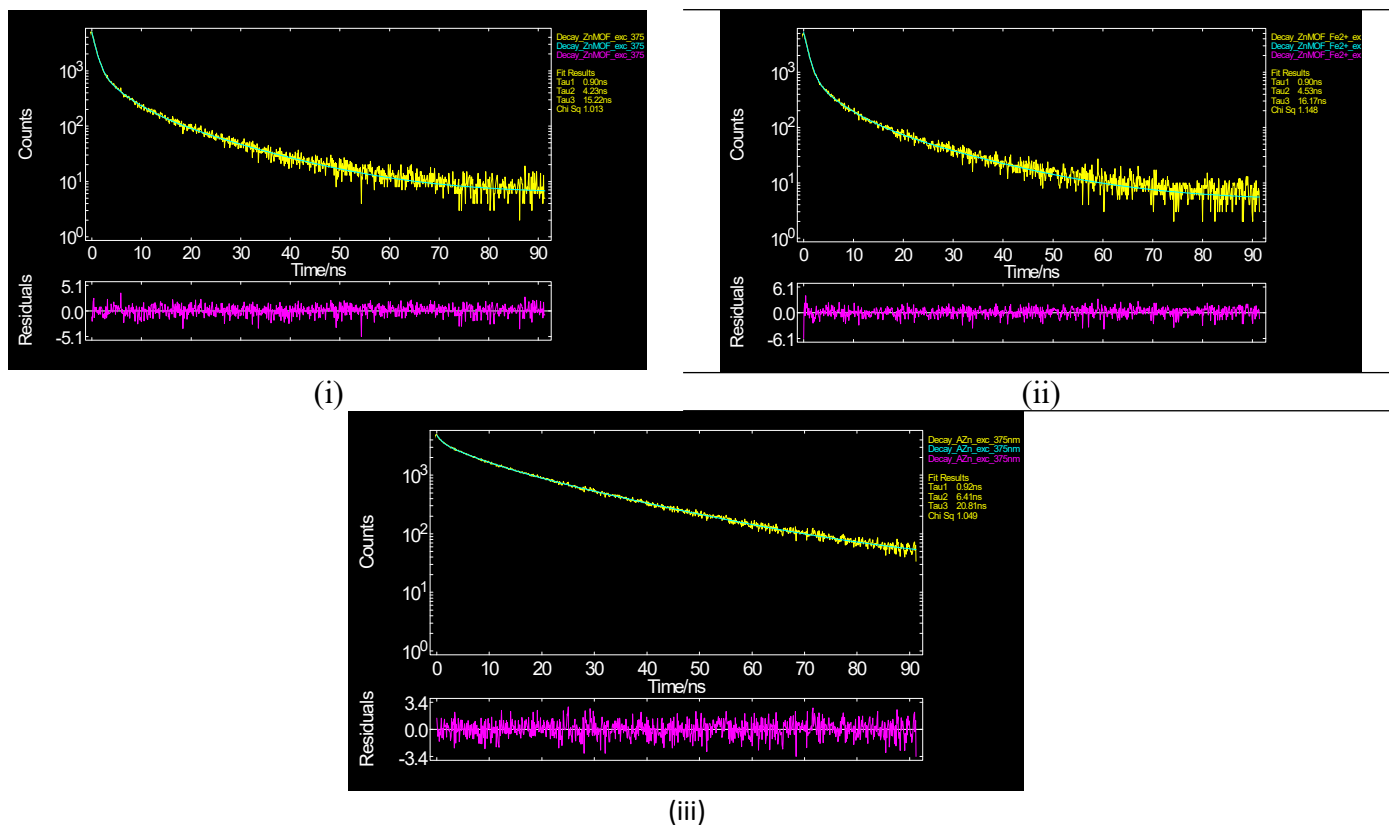 Decay_ZnMOF_exc_375
Decay_ZnMOF_exc_375
Decay_ZnMOF_exc_375
Fit Results
Tau1 0.90ns
Tau2 4.23ns
Tau3 15.22ns
Chi Sq 1.013
Counts
10³
10²
10¹
10⁰
0 10 20 30 40 50 60 70 80 90
Time/ns
Residuals
5.1
0.0
-5.1
(i)
Decay_ZnMOF_Fe2+_ex
Decay_ZnMOF_Fe2+_ex
Decay_ZnMOF_Fe2+_ex
Fit Results
Tau1 0.90ns
Tau2 4.53ns
Tau3 16.17ns
Chi Sq 1.148
Counts
10³
10²
10¹
10⁰
0 10 20 30 40 50 60 70 80 90
Time/ns
Residuals
6.1
0.0
-6.1
(ii)
Decay_AZn_exc_375nm
Decay_AZn_exc_375nm
Decay_AZn_exc_375nm
Fit Results
Tau1 0.92ns
Tau2 6.41ns
Tau3 20.81ns
Chi Sq 1.049
Counts
10³
10²
10¹
10⁰
0 10 20 30 40 50 60 70 80 90
Time/ns
Residuals
3.4
0.0
-3.4
(iii)